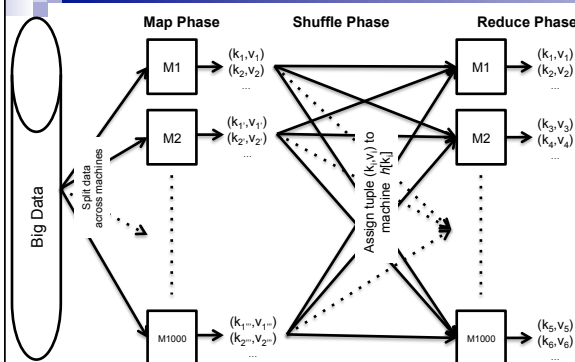 Map Phase
Shuffle Phase
Reduce Phase
Big Data
Split data
across machines
M1
(k₁,v₁)
(k₂,v₂)
...
M2
(k₁',v₁')
(k₂',v₂')
...
M1000
(k₁''',v₁''')
(k₂''',v₂''')
...
Assign tuple (kᵢ,vᵢ) to
machine h[kᵢ]
M1
(k₁,v₁)
(k₂,v₂)
...
M2
(k₃,v₃)
(k₄,v₄)
...
M1000
(k₅,v₅)
(k₆,v₆)
...